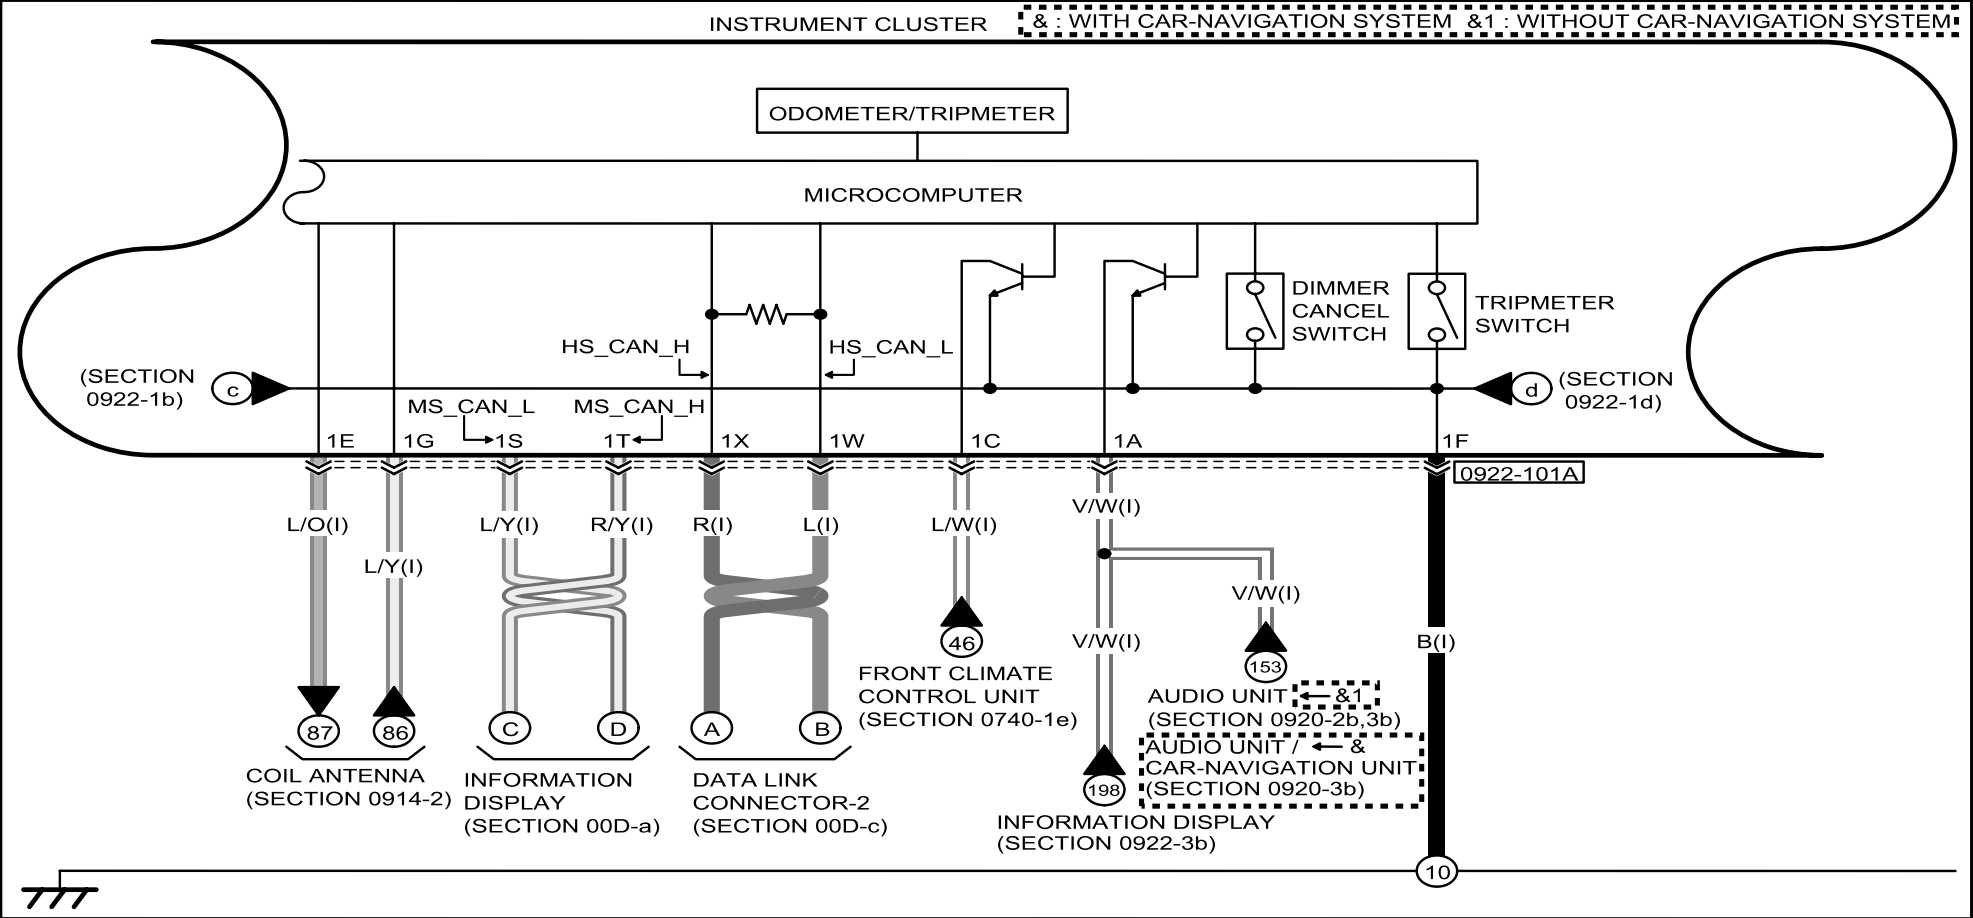 INSTRUMENT CLUSTER
& : WITH CAR-NAVIGATION SYSTEM &1 : WITHOUT CAR-NAVIGATION SYSTEM
ODOMETER/TRIPMETER
MICROCOMPUTER
DIMMER
CANCEL
SWITCH
TRIPMETER
SWITCH
HS_CAN_H
HS_CAN_L
(SECTION
0922-1b)
c
d
(SECTION
0922-1d)
MS_CAN_L
MS_CAN_H
1E
1G
1S
1T
1X
1W
1C
1A
1F
0922-101A
V/W(I)
L/O(I)
L/Y(I)
R/Y(I)
R(I)
L(I)
L/W(I)
L/Y(I)
V/W(I)
V/W(I)
B(I)
87
86
C
D
A
B
46
153
198
COIL ANTENNA
(SECTION 0914-2)
INFORMATION
DISPLAY
(SECTION 00D-a)
DATA LINK
CONNECTOR-2
(SECTION 00D-c)
FRONT CLIMATE
CONTROL UNIT
(SECTION 0740-1e)
AUDIO UNIT ← &1
(SECTION 0920-2b,3b)
AUDIO UNIT / ← &
CAR-NAVIGATION UNIT
(SECTION 0920-3b)
INFORMATION DISPLAY
(SECTION 0922-3b)
10